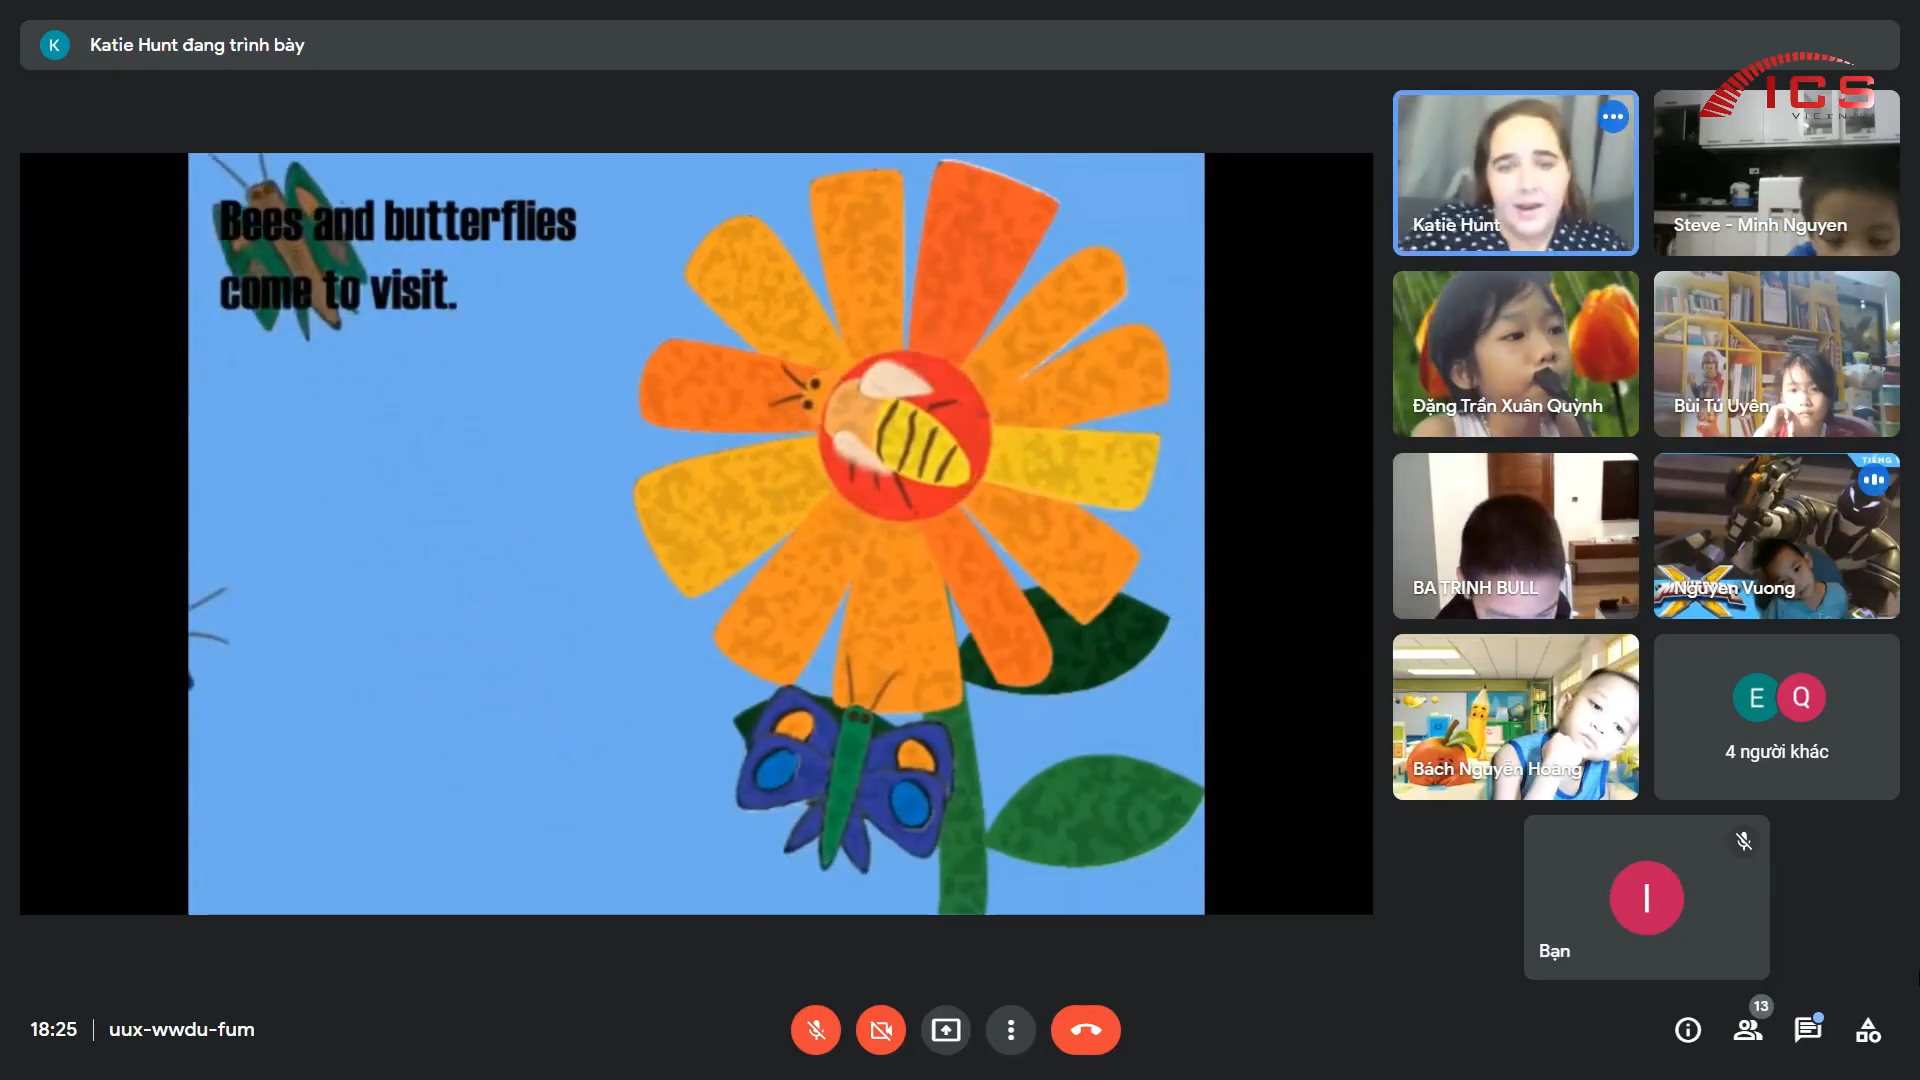 K
Katie Hunt đang trình bày
ICS
VIETN
Bees and butterflies
come to visit.
Katie Hunt
Steve - Minh Nguyen
Đặng Trần Xuân Quỳnh
Bùi Tú Uyên
BA TRINH BULL
TIẾNG
Nguyen Vuong
Bách Nguyễn Hoàng
E
Q
4 người khác
I
Bạn
18:25
uux-wwdu-fum
13